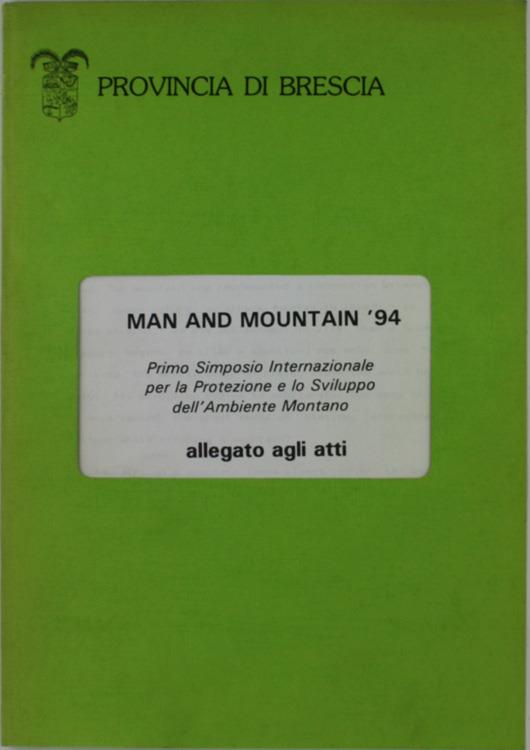 PROVINCIA DI BRESCIA
MAN AND MOUNTAIN '94
Primo Simposio Internazionale
per la Protezione e lo Sviluppo
dell'Ambiente Montano
allegato agli atti